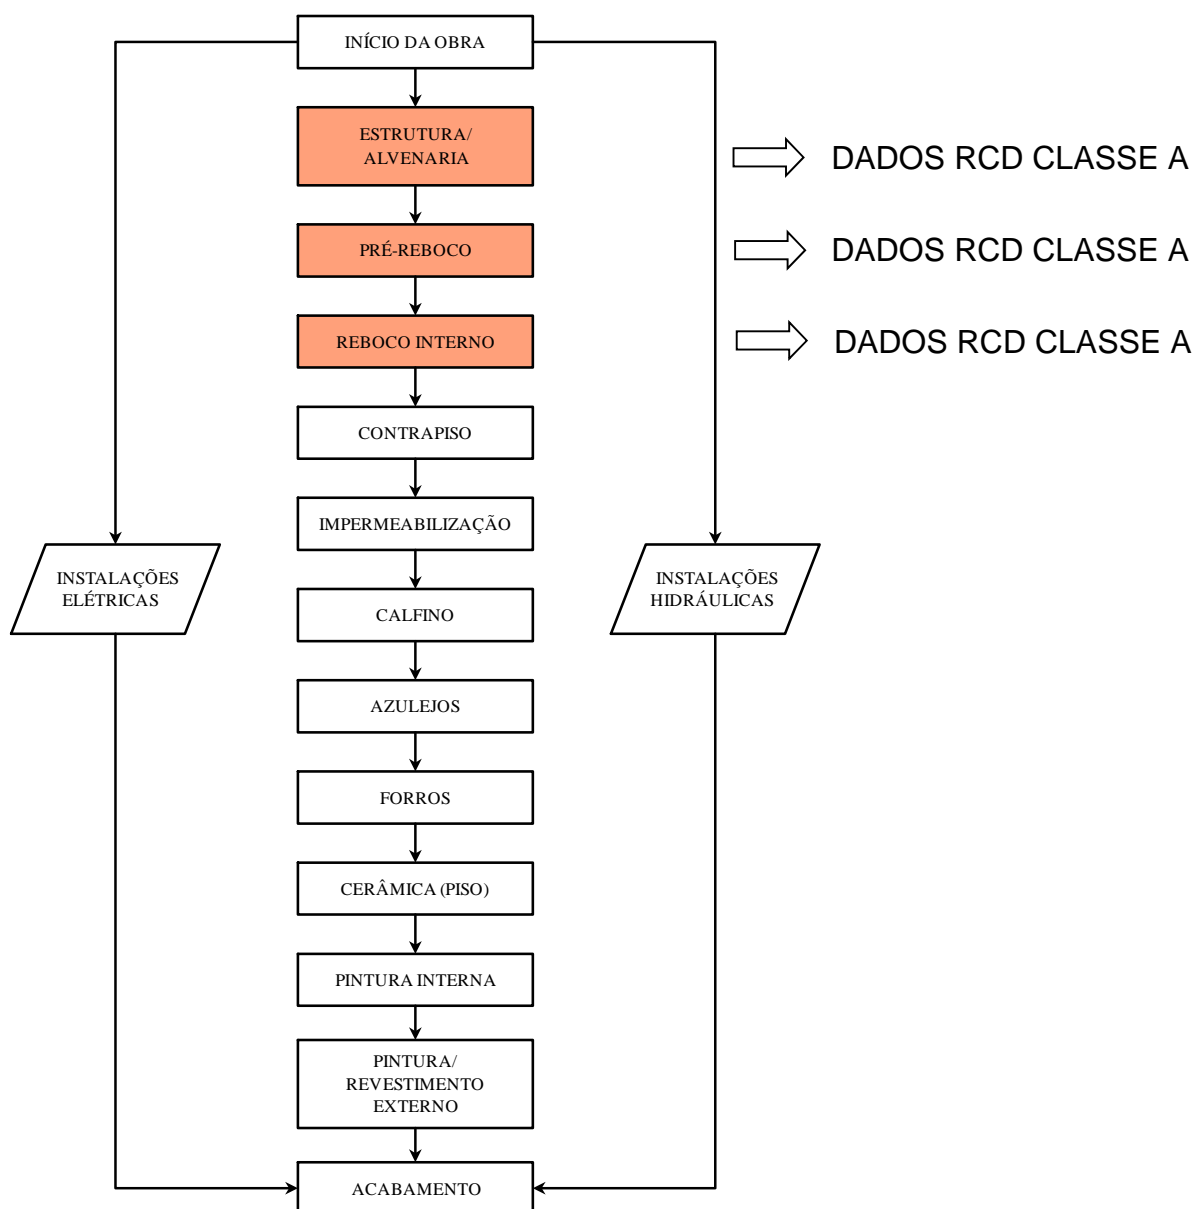 INÍCIO DA OBRA
ESTRUTURA/
ALVENARIA
DADOS RCD CLASSE A
PRÉ-REBOCO
DADOS RCD CLASSE A
REBOCO INTERNO
DADOS RCD CLASSE A
CONTRAPISO
IMPERMEABILIZAÇÃO
INSTALAÇÕES
ELÉTRICAS
INSTALAÇÕES
HIDRÁULICAS
CALFINO
AZULEJOS
FORROS
CERÂMICA (PISO)
PINTURA INTERNA
PINTURA/
REVESTIMENTO
EXTERNO
ACABAMENTO